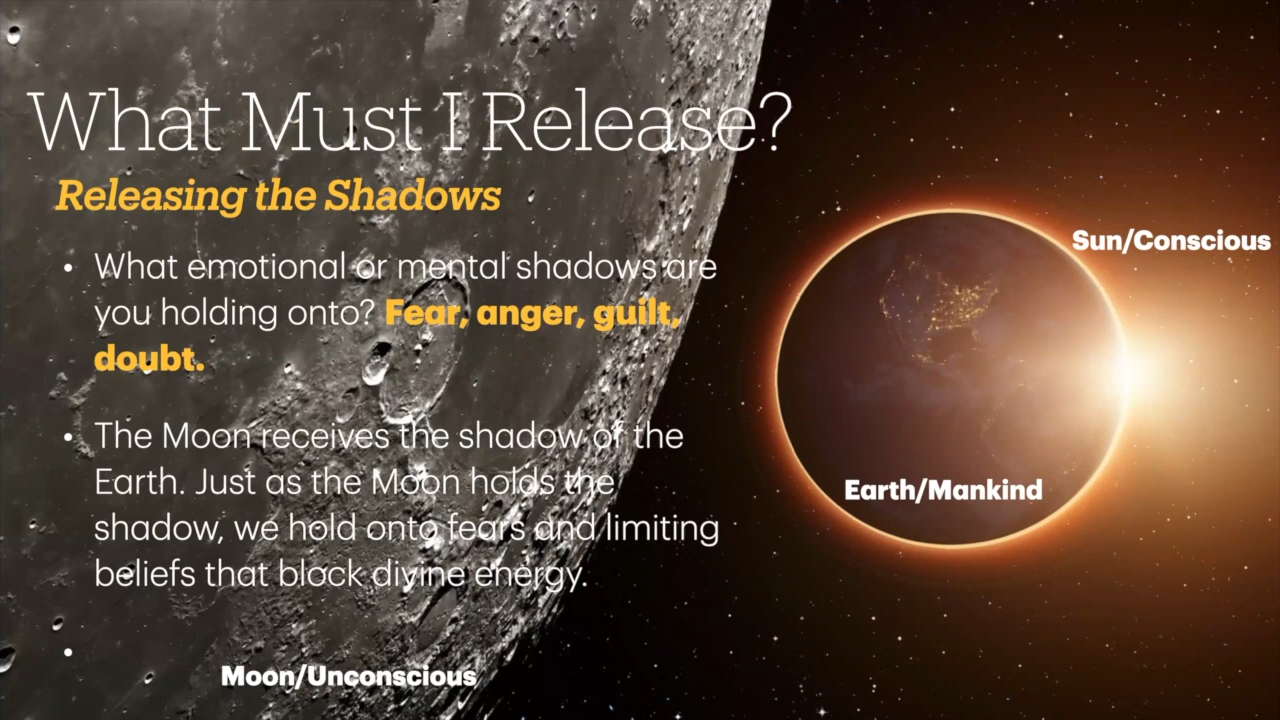 What Must I Release?
Releasing the Shadows
• What emotional or mental shadows are
you holding onto? Fear, anger, guilt,
doubt.
• The Moon receives the shadow of the
Earth. Just as the Moon holds the
shadow, we hold onto fears and limiting
beliefs that block divine energy.
•
Moon/Unconscious
Sun/Conscious
Earth/Mankind